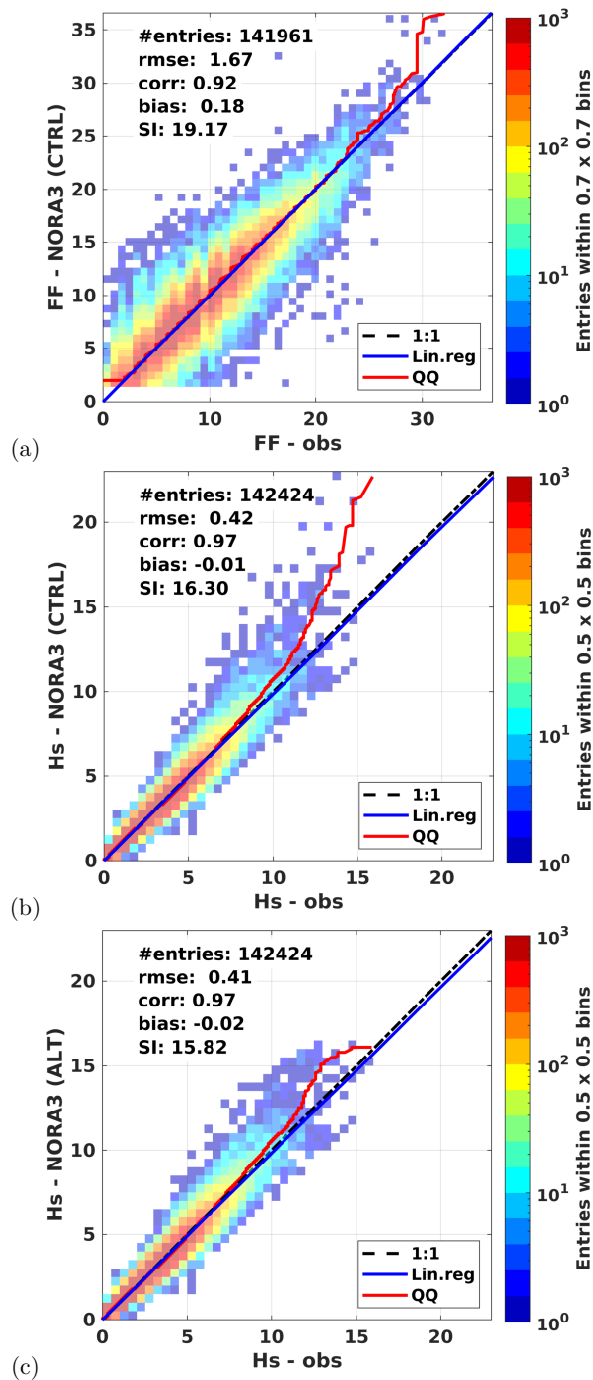 #entries: 141961
rmse: 1.67
corr: 0.92
bias: 0.18
SI: 19.17
FF - NORA3 (CTRL)
35
30
25
20
15
10
5
0
0 10 20 30
FF - obs
1:1
Lin.reg
QQ
10^3
10^2
10^1
10^0
Entries within 0.7 x 0.7 bins
(a)
#entries: 142424
rmse: 0.42
corr: 0.97
bias: -0.01
SI: 16.30
Hs - NORA3 (CTRL)
20
15
10
5
0
0 5 10 15 20
Hs - obs
1:1
Lin.reg
QQ
10^3
10^2
10^1
10^0
Entries within 0.5 x 0.5 bins
(b)
#entries: 142424
rmse: 0.41
corr: 0.97
bias: -0.02
SI: 15.82
Hs - NORA3 (ALT)
20
15
10
5
0
0 5 10 15 20
Hs - obs
1:1
Lin.reg
QQ
10^3
10^2
10^1
10^0
Entries within 0.5 x 0.5 bins
(c)